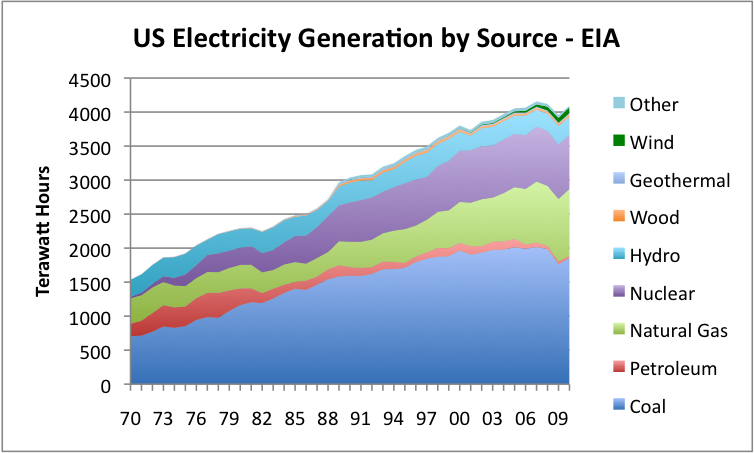 US Electricity Generation by Source - EIA
Terawatt Hours
4500
4000
3500
3000
2500
2000
1500
1000
500
0
70 73 76 79 82 85 88 91 94 97 00 03 06 09
Other
Wind
Geothermal
Wood
Hydro
Nuclear
Natural Gas
Petroleum
Coal